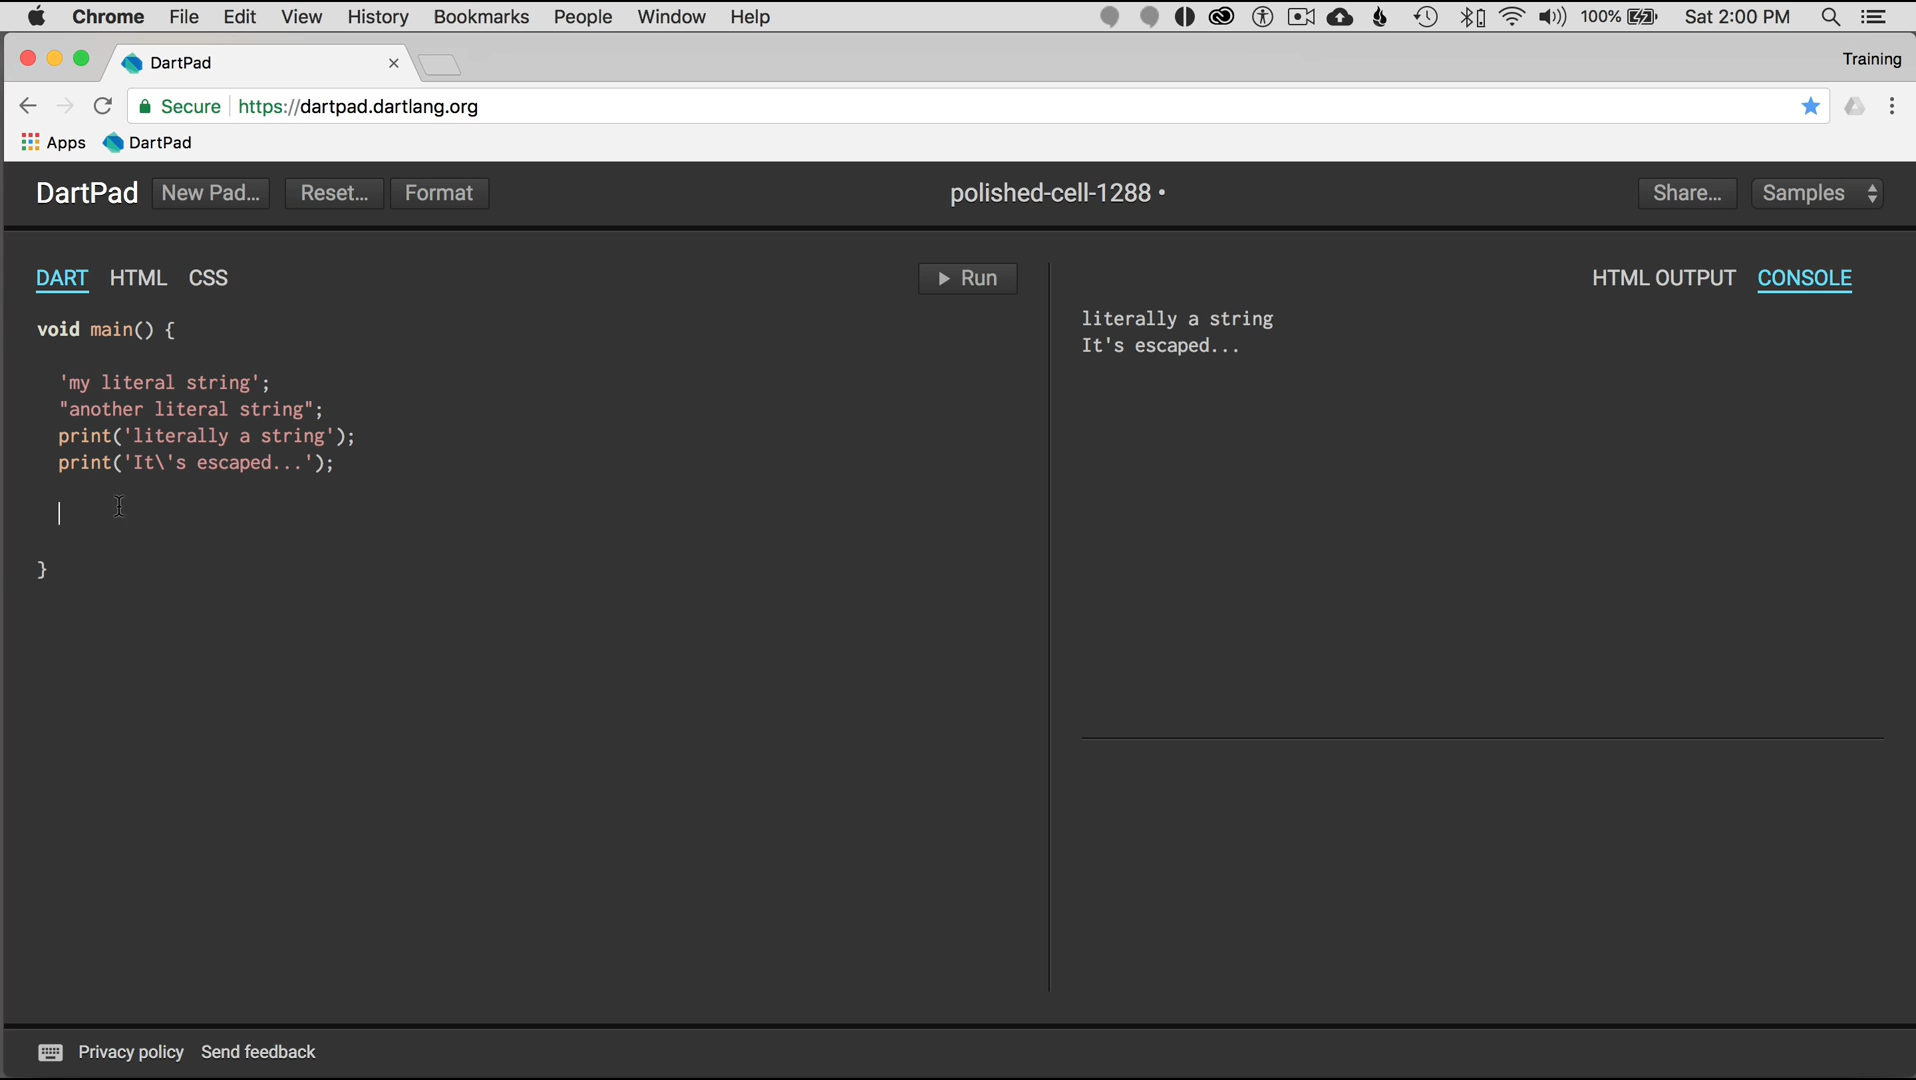 Chrome File Edit View History Bookmarks People Window Help 100% Sat 2:00 PM
DartPad Training
Secure https://dartpad.dartlang.org
Apps DartPad
DartPad New Pad... Reset... Format polished-cell-1288 • Share... Samples
DART HTML CSS Run HTML OUTPUT CONSOLE
void main() {
'my literal string';
"another literal string";
print('literally a string');
print('It\'s escaped...');
}
literally a string
It's escaped...
Privacy policy Send feedback